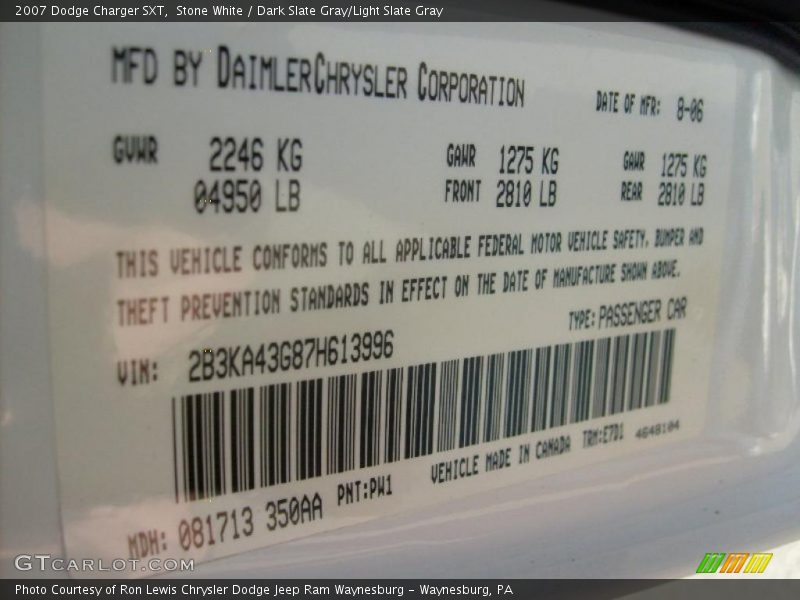 2007 Dodge Charger SXT,  Stone White / Dark Slate Gray/Light Slate Gray
MFD BY DAIMLERCHRYSLER CORPORATION
DATE OF MFR: 8-06
GVWR 2246 KG GAWR 1275 KG GAWR 1275 KG
04950 LB FRONT 2810 LB REAR 2810 LB
THIS VEHICLE CONFORMS TO ALL APPLICABLE FEDERAL MOTOR VEHICLE SAFETY, BUMPER AND
THEFT PREVENTION STANDARDS IN EFFECT ON THE DATE OF MANUFACTURE SHOWN ABOVE.
TYPE: PASSENGER CAR
VIN: 2B3KA43G87H613996
MDH: 081713 350AA PNT:PW1 VEHICLE MADE IN CANADA TRM:E7D1 4648104
GTCARLOT.COM
Photo Courtesy of Ron Lewis Chrysler Dodge Jeep Ram Waynesburg – Waynesburg, PA